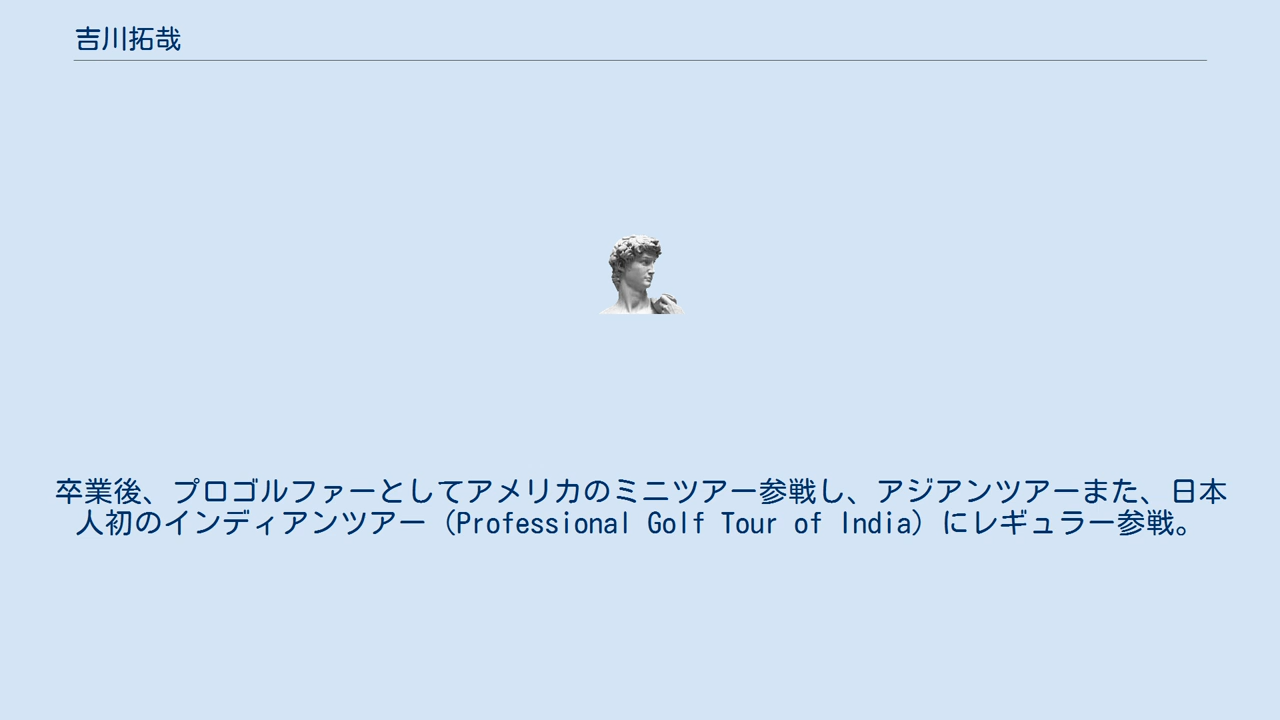 吉川拓哉
卒業後、プロゴルファーとしてアメリカのミニツアー参戦し、アジアンツアーまた、日本
人初のインディアンツアー（Professional Golf Tour of India）にレギュラー参戦。